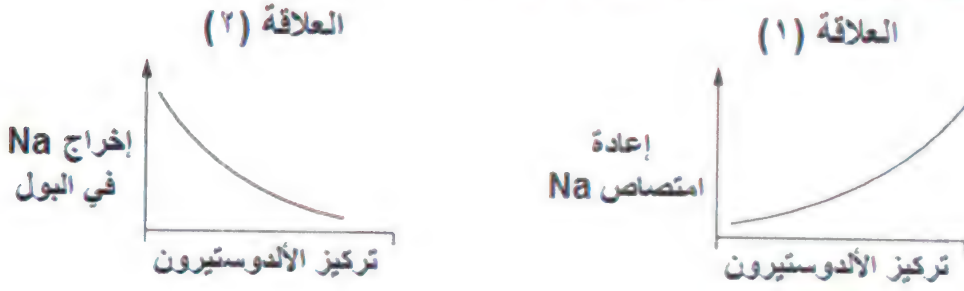 العلاقة (١)
إعادة
امتصاص Na
تركيز الألدوستيرون
العلاقة (٢)
إخراج Na
في البول
تركيز الألدوستيرون